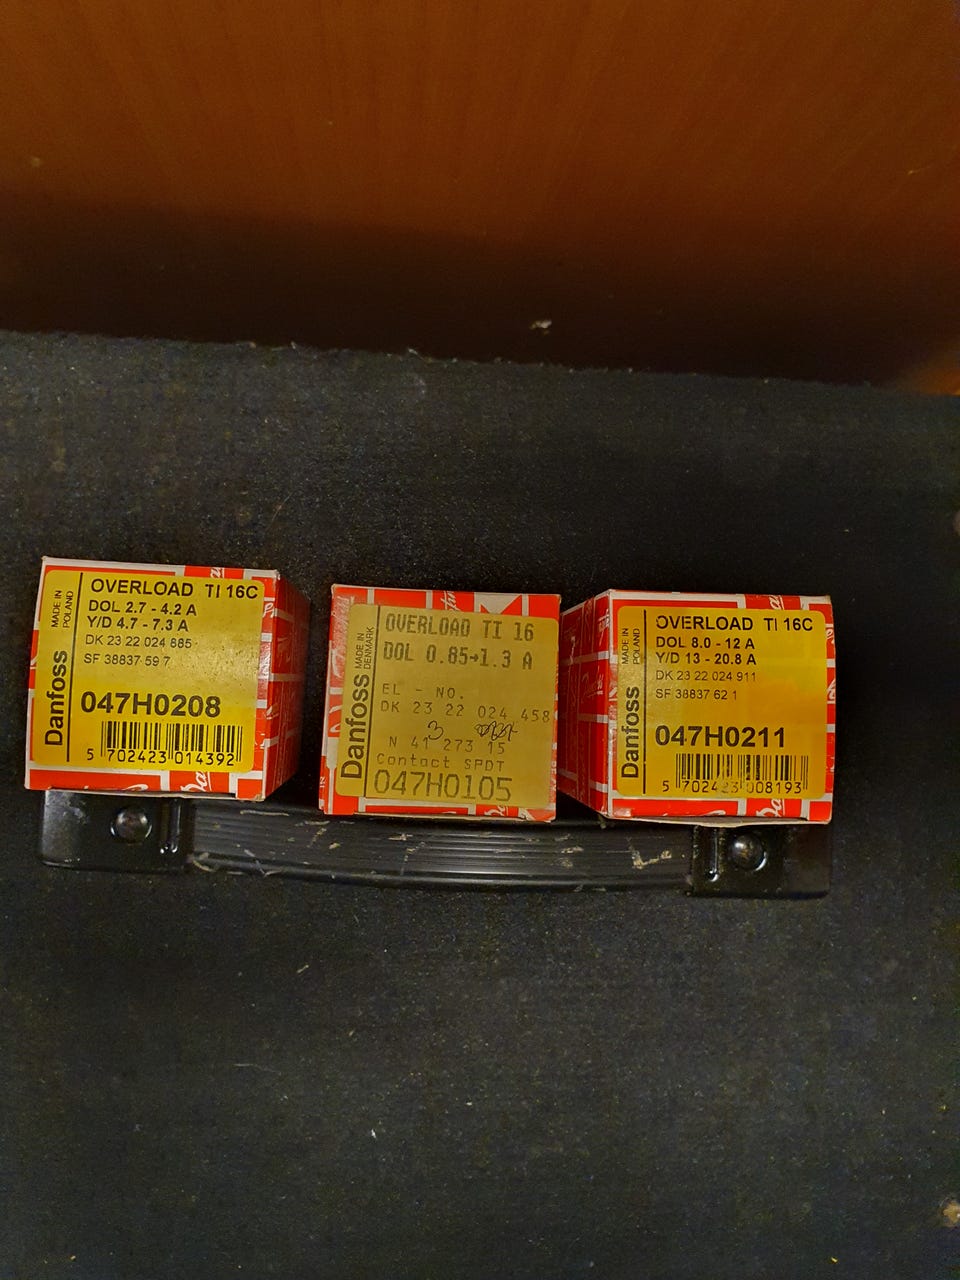 OVERLOAD TI 16C
DOL 2.7 - 4.2 A
Y/D 4.7 - 7.3 A
DK 23 22 024 885
SF 38837 59 7
047H0208
5 702423 014392
MADE IN
POLAND
Danfoss
OVERLOAD TI 16
DOL 0.85→1.3 A
EL - NO.
DK 23 22 024 458
3
N 41 273 15
Contact SPDT
047H0105
MADE IN
DENMARK
Danfoss
OVERLOAD TI 16C
DOL 8.0 - 12 A
Y/D 13 - 20.8 A
DK 23 22 024 911
SF 38837 62 1
047H0211
5 702423 008193
MADE IN
POLAND
Danfoss